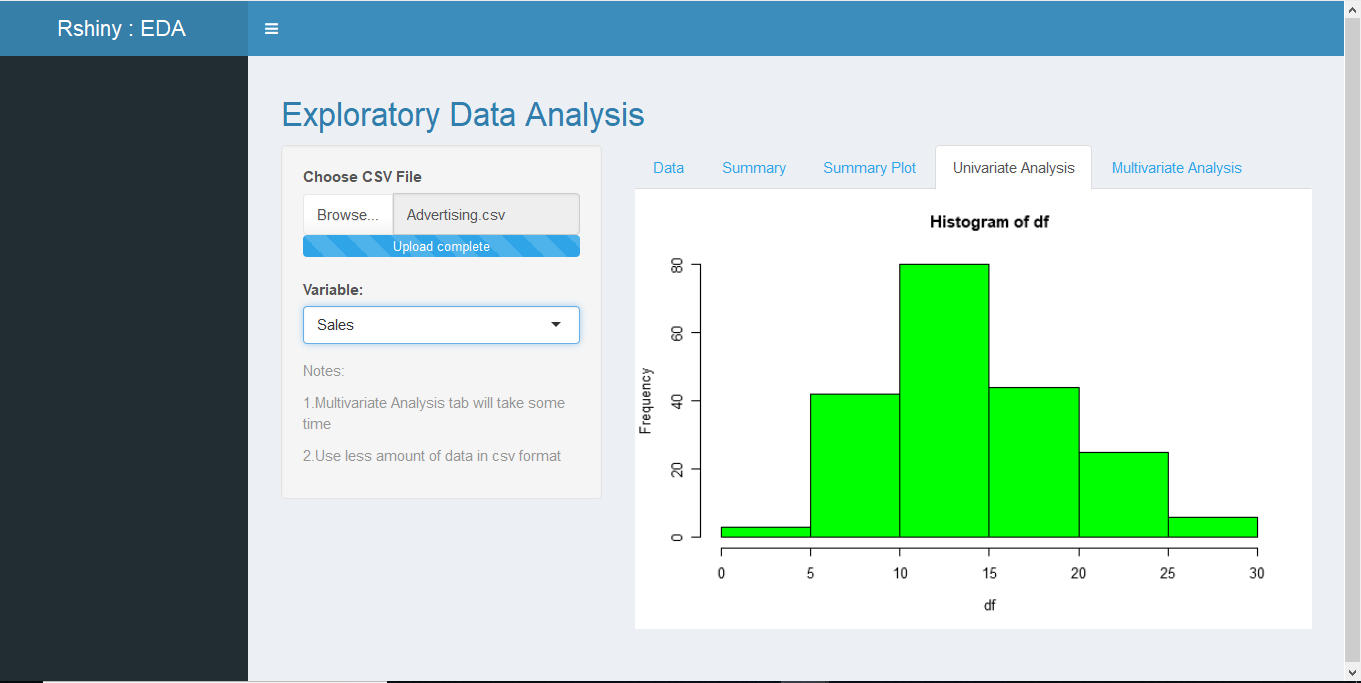 Rshiny : EDA
Exploratory Data Analysis
Choose CSV File
Browse...
Advertising.csv
Upload complete
Variable:
Sales
Notes:
1.Multivariate Analysis tab will take some
time
2.Use less amount of data in csv format
Data
Summary
Summary Plot
Univariate Analysis
Multivariate Analysis
Histogram of df
Frequency
80
60
40
20
0
0 5 10 15 20 25 30
df